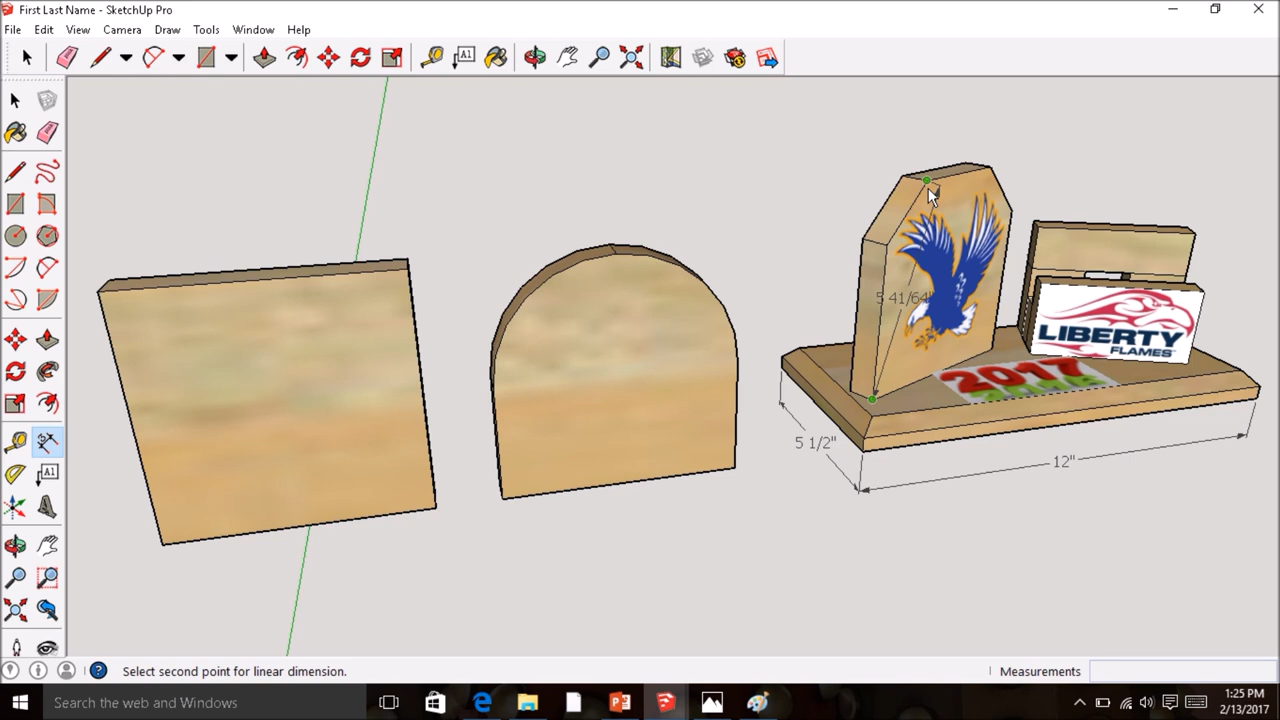 First Last Name - SketchUp Pro
File Edit View Camera Draw Tools Window Help
A1
5 41/64"
LIBERTY
FLAMES
2017
5 1/2"
12"
A1
Select second point for linear dimension.
Measurements
Search the web and Windows
1:25 PM
2/13/2017